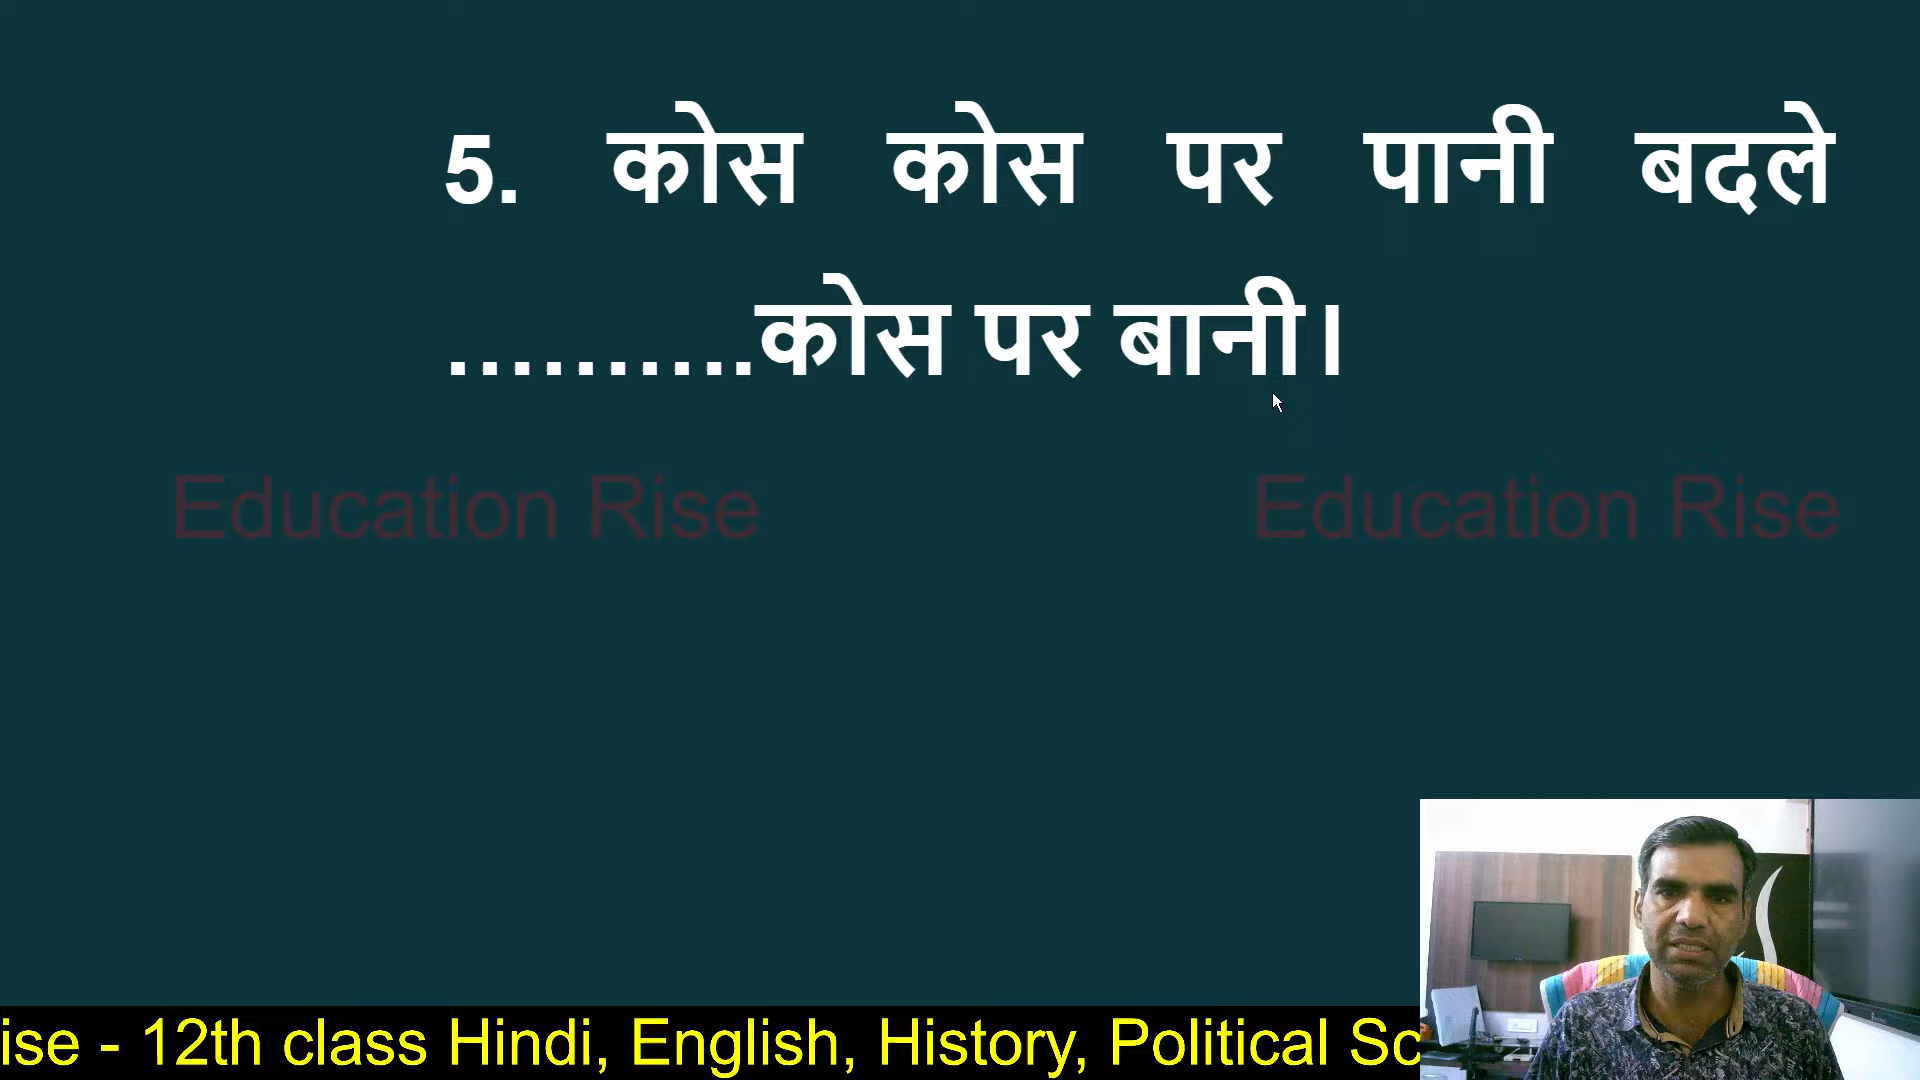 5. कोस कोस पर पानी बदले
..........कोस पर बानी।
Education Rise Education Rise
ise - 12th class Hindi, English, History, Political Sc